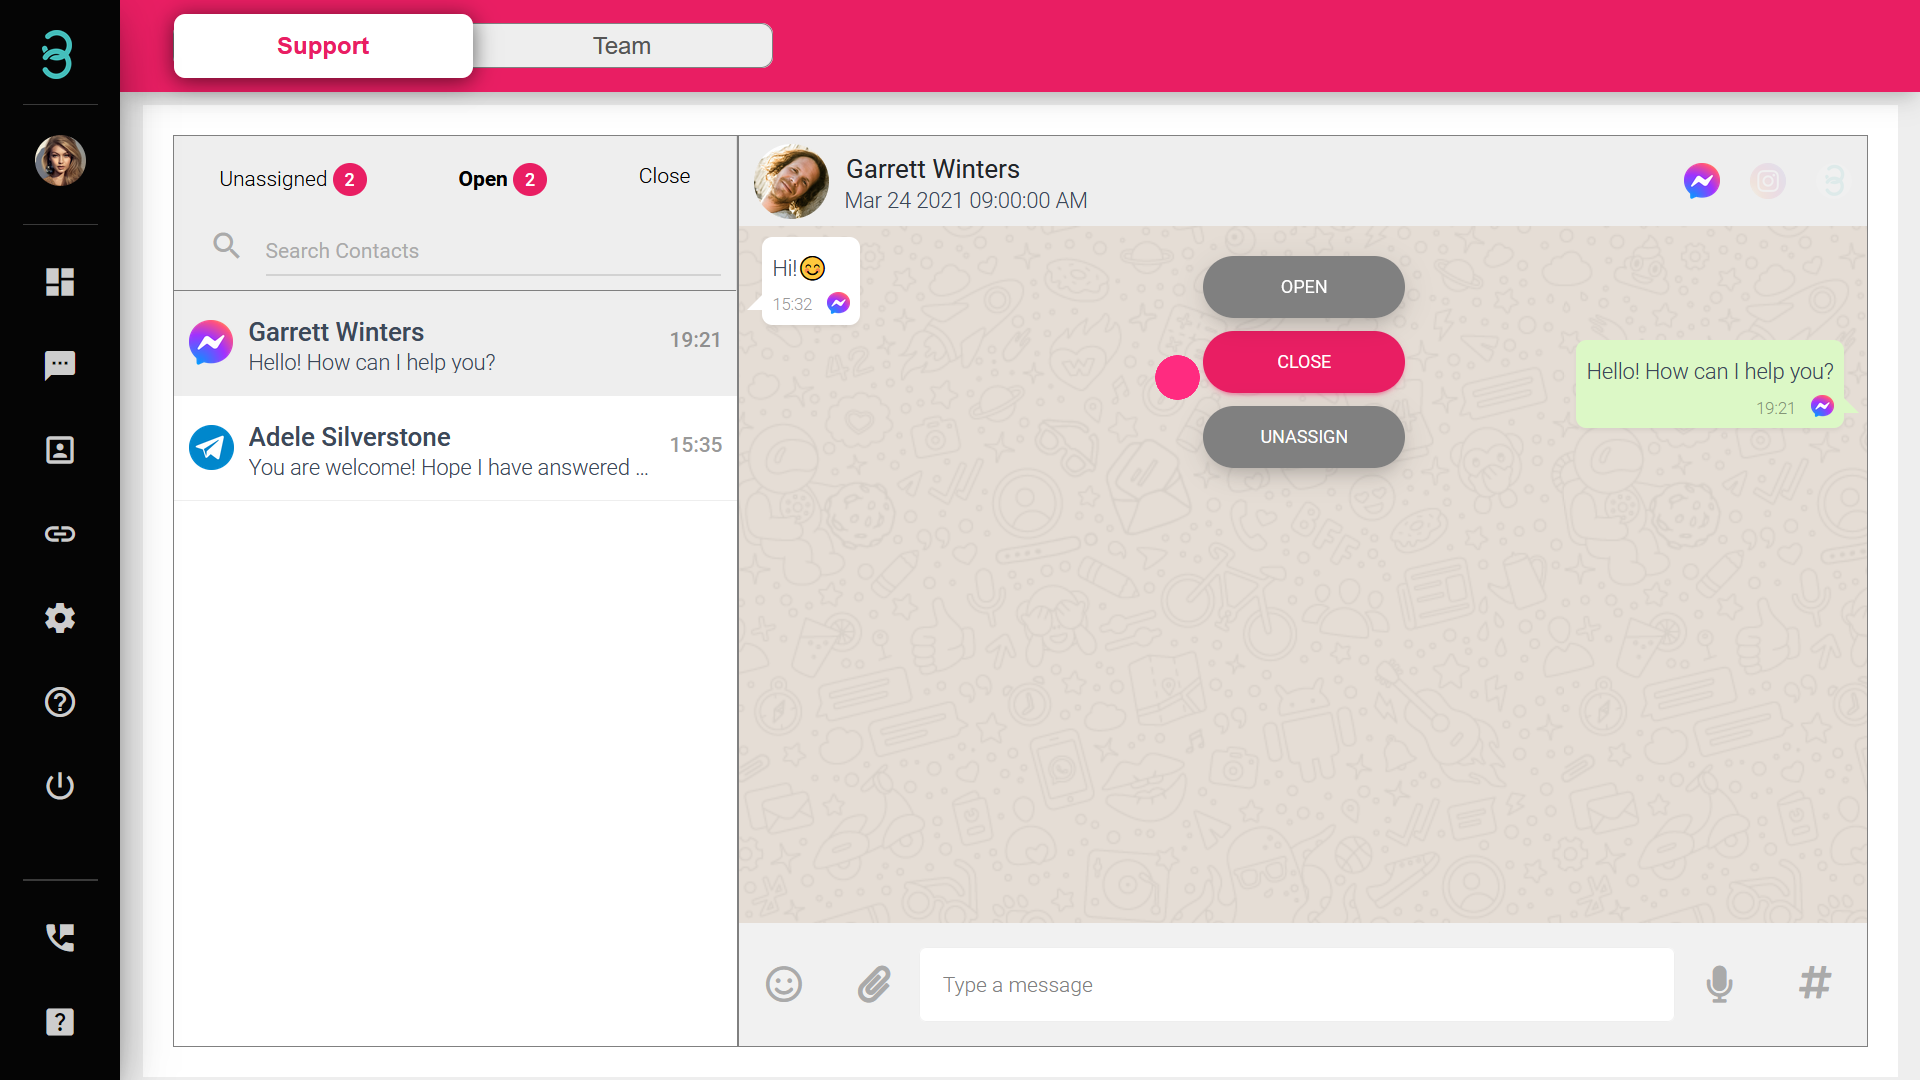 Support
Team
Unassigned 2
Open 2
Close
Search Contacts
Garrett Winters
19:21
Hello! How can I help you?
Adele Silverstone
15:35
You are welcome! Hope I have answered ...
Garrett Winters
Mar 24 2021 09:00:00 AM
Hi!😊
15:32
OPEN
CLOSE
UNASSIGN
Hello! How can I help you?
19:21
Type a message
#